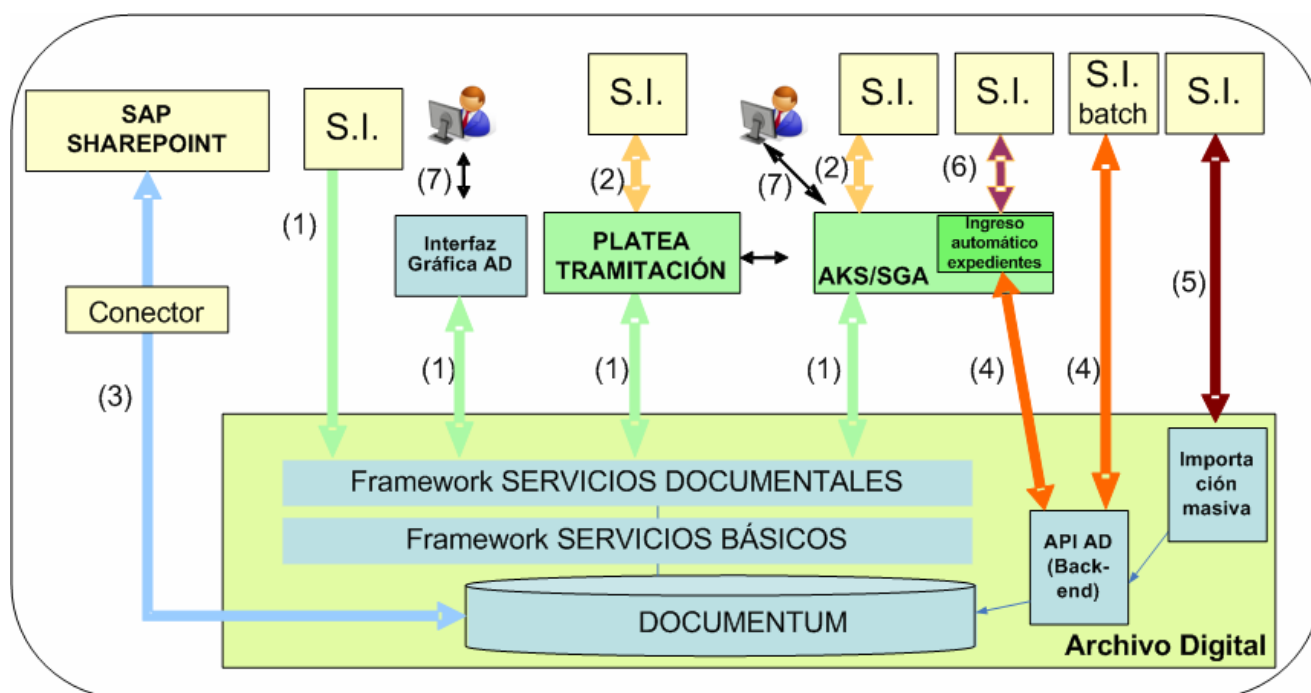 SAP
SHAREPOINT
S.I.
S.I.
S.I.
S.I.
S.I.
batch
S.I.
(7)
(2)
(7)
(2)
(6)
(1)
Interfaz
Gráfica AD
PLATEA
TRAMITACIÓN
AKS/SGA
Ingreso
automático
expedientes
Conector
(5)
(3)
(1)
(1)
(1)
(4)
(4)
Framework SERVICIOS DOCUMENTALES
Framework SERVICIOS BÁSICOS
DOCUMENTUM
API AD
(Back-
end)
Importa
ción
masiva
Archivo Digital